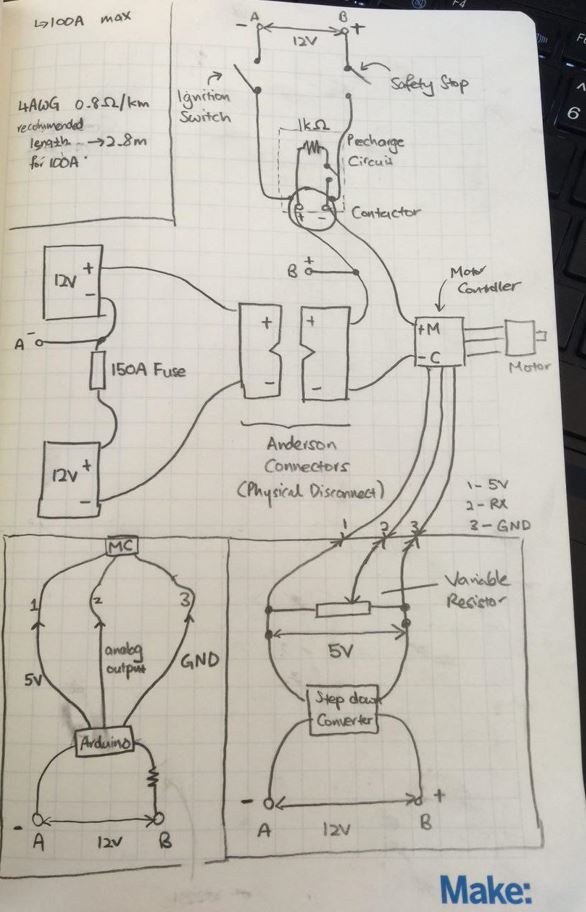 ↳100A max
4AWG 0.8Ω/km
recommended
length →2.8m
for 100A
- A B +
12V
Ignition
Switch
Safety Stop
1kΩ
Pecharge
Circuit
+ -
Contactor
B +
Motor
Controller
+M
-C
Motor
12V +
-
A -
150A Fuse
12V +
-
+ +
- -
Anderson
Connectors
(Physical Disconnect)
1 - 5V
2 - RX
3 - GND
1 2 3
MC
1 2 3
5V
analog
output
GND
Arduino
- A 12V B
Variable
Resistor
5V
Step down
Converter
- +
A 12V B
Make: